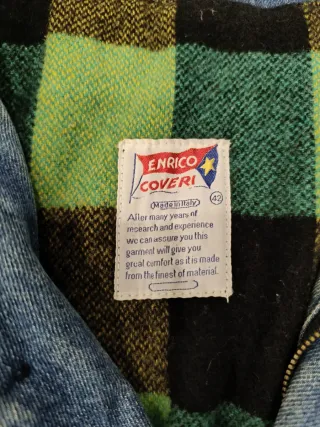 ENRICO
COVERI
Made in Italy
42
After many years of
research and experience
we can assure you this
garment will give you
great comfort as it is made
from the finest of material.